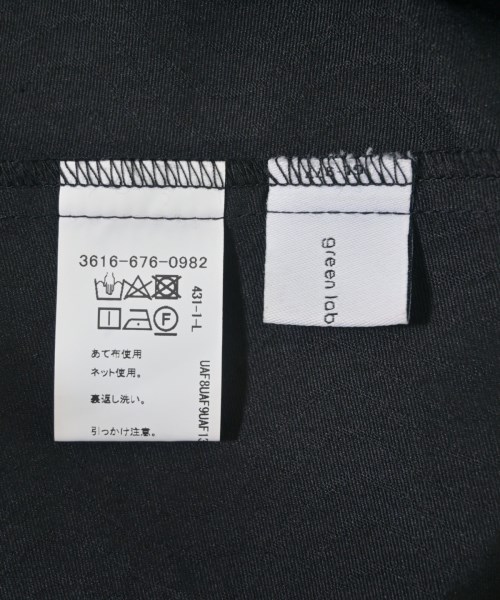 3616-676-0982
431-1-L
F
あて布使用
ネット使用。
裏返し洗い。
引っかけ注意。
UAF8UAF9UAF13
green lab